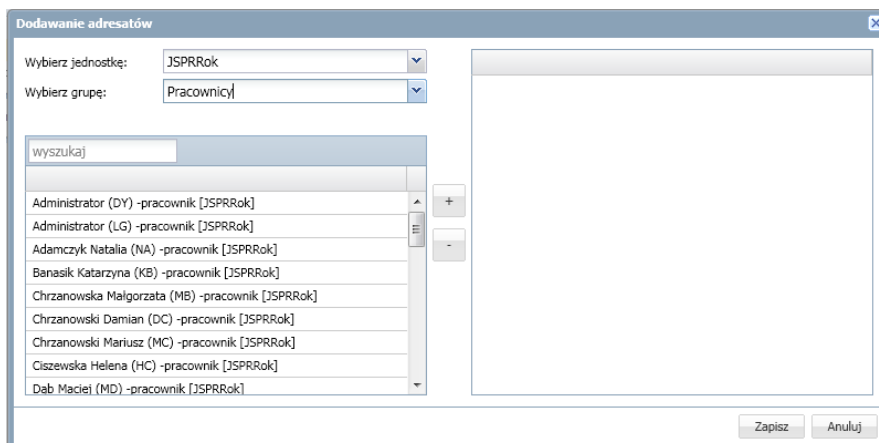 Dodawanie adresatów
Wybierz jednostkę: JSPRRok
Wybierz grupę: Pracownicy
wyszukaj
Administrator (DY) -pracownik [JSPRRok]
Administrator (LG) -pracownik [JSPRRok]
Adamczyk Natalia (NA) -pracownik [JSPRRok]
Banasik Katarzyna (KB) -pracownik [JSPRRok]
Chrzanowska Małgorzata (MB) -pracownik [JSPRRok]
Chrzanowski Damian (DC) -pracownik [JSPRRok]
Chrzanowski Mariusz (MC) -pracownik [JSPRRok]
Ciszewska Helena (HC) -pracownik [JSPRRok]
Dąb Maciej (MD) -pracownik [JSPRRok]
+
-
Zapisz Anuluj